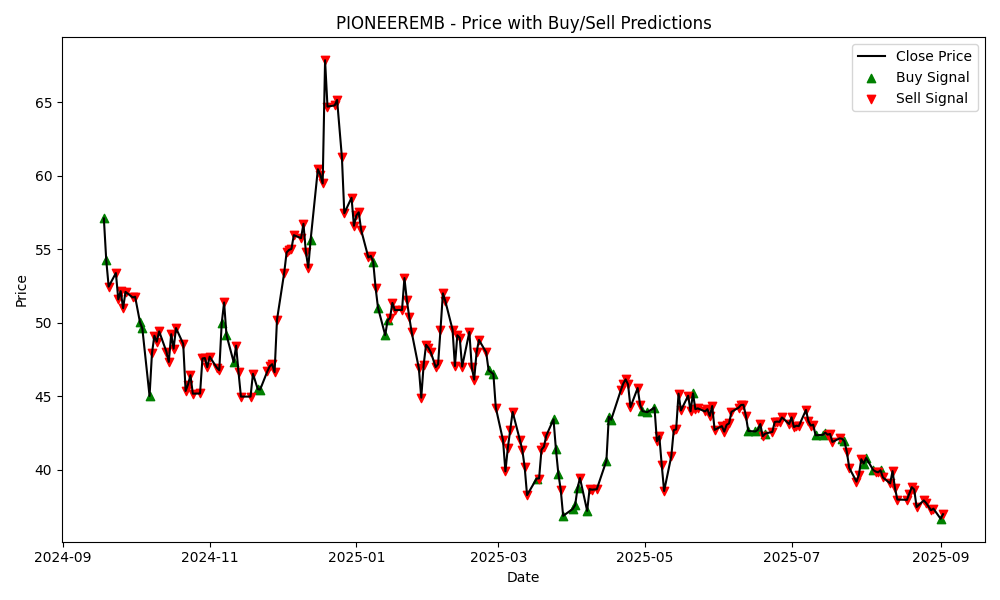 PIONEEREMB - Price with Buy/Sell Predictions
Close Price
Buy Signal
Sell Signal
Price
65
60
55
50
45
40
2024-09
2024-11
2025-01
2025-03
2025-05
2025-07
2025-09
Date